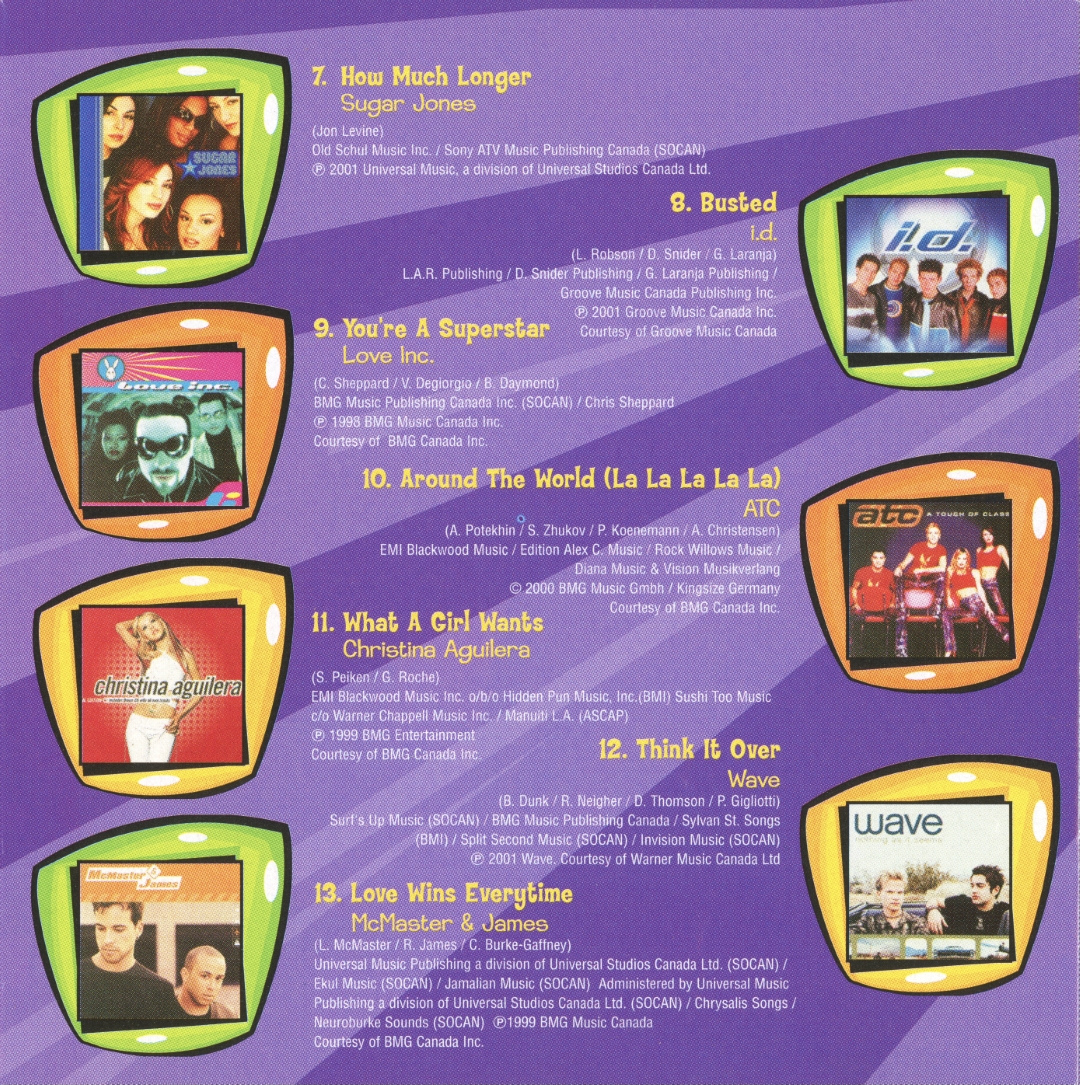 7. How Much Longer
Sugar Jones
(Jon Levine)
Old Schul Music Inc. / Sony ATV Music Publishing Canada (SOCAN)
℗ 2001 Universal Music, a division of Universal Studios Canada Ltd.
SUGAR
JONES
8. Busted
i.d.
(L. Robson / D. Snider / G. Laranja)
L.A.R. Publishing / D. Snider Publishing / G. Laranja Publishing /
Groove Music Canada Publishing Inc.
℗ 2001 Groove Music Canada Inc.
Courtesy of Groove Music Canada
i.d.
9. You're A Superstar
Love Inc.
(C. Sheppard / V. Degiorgio / B. Daymond)
BMG Music Publishing Canada Inc. (SOCAN) / Chris Sheppard
℗ 1998 BMG Music Canada Inc.
Courtesy of BMG Canada Inc.
Love inc.
10. Around The World (La La La La La)
ATC
(A. Potekhin / S. Zhukov / P. Koenemann / A. Christensen)
EMI Blackwood Music / Edition Alex C. Music / Rock Willows Music /
Diana Music & Vision Musikverlang
© 2000 BMG Music Gmbh / Kingsize Germany
Courtesy of BMG Canada Inc.
atc A TOUCH OF CLASS
11. What A Girl Wants
Christina Aguilera
(S. Peiken / G. Roche)
EMI Blackwood Music Inc. o/b/o Hidden Pun Music, Inc.(BMI) Sushi Too Music
c/o Warner Chappell Music Inc. / Manuiti L.A. (ASCAP)
℗ 1999 BMG Entertainment
Courtesy of BMG Canada Inc.
christina aguilera
12. Think It Over
Wave
(B. Dunk / R. Neigher / D. Thomson / P. Gigliotti)
Surf's Up Music (SOCAN) / BMG Music Publishing Canada / Sylvan St. Songs
(BMI) / Split Second Music (SOCAN) / Invision Music (SOCAN)
℗ 2001 Wave. Courtesy of Warner Music Canada Ltd
wave
nothing as it seems
13. Love Wins Everytime
McMaster & James
(L. McMaster / R. James / C. Burke-Gaffney)
Universal Music Publishing a division of Universal Studios Canada Ltd. (SOCAN) /
Ekul Music (SOCAN) / Jamalian Music (SOCAN) Administered by Universal Music
Publishing a division of Universal Studios Canada Ltd. (SOCAN) / Chrysalis Songs /
Neuroburke Sounds (SOCAN) ℗1999 BMG Music Canada
Courtesy of BMG Canada Inc.
McMaster &
James